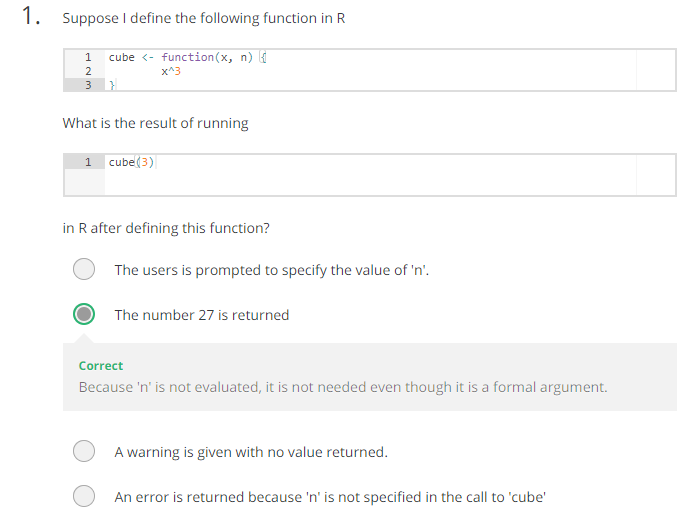 1. Suppose I define the following function in R
1 cube <- function(x, n) {
2 x^3
3 }
What is the result of running
1 cube(3)
in R after defining this function?
The users is prompted to specify the value of 'n'.
The number 27 is returned
Correct
Because 'n' is not evaluated, it is not needed even though it is a formal argument.
A warning is given with no value returned.
An error is returned because 'n' is not specified in the call to 'cube'